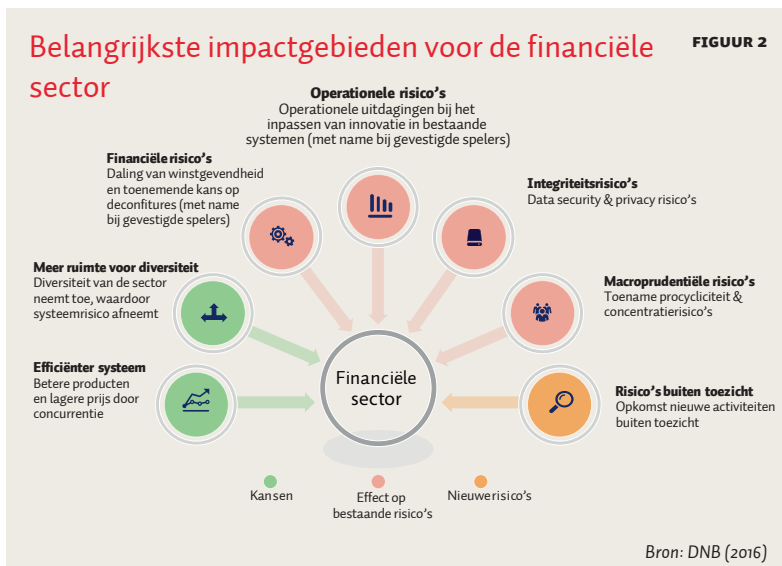 Belangrijkste impactgebieden voor de financiële
sector
FIGUUR 2
Operationele risico's
Operationele uitdagingen bij het
inpassen van innovatie in bestaande
systemen (met name bij gevestigde spelers)
Financiële risico's
Daling van winstgevendheid
en toenemende kans op
deconfitures (met name
bij gevestigde spelers)
Integriteitsrisico's
Data security & privacy risico's
Meer ruimte voor diversiteit
Diversiteit van de sector
neemt toe, waardoor
systeemrisico afneemt
Macroprudentiële risico's
Toename procycliciteit &
concentratierisico's
Efficiënter systeem
Betere producten
en lagere prijs door
concurrentie
Financiële
sector
Risico's buiten toezicht
Opkomst nieuwe activiteiten
buiten toezicht
Kansen
Effect op
bestaande risico's
Nieuwe risico's
Bron: DNB (2016)